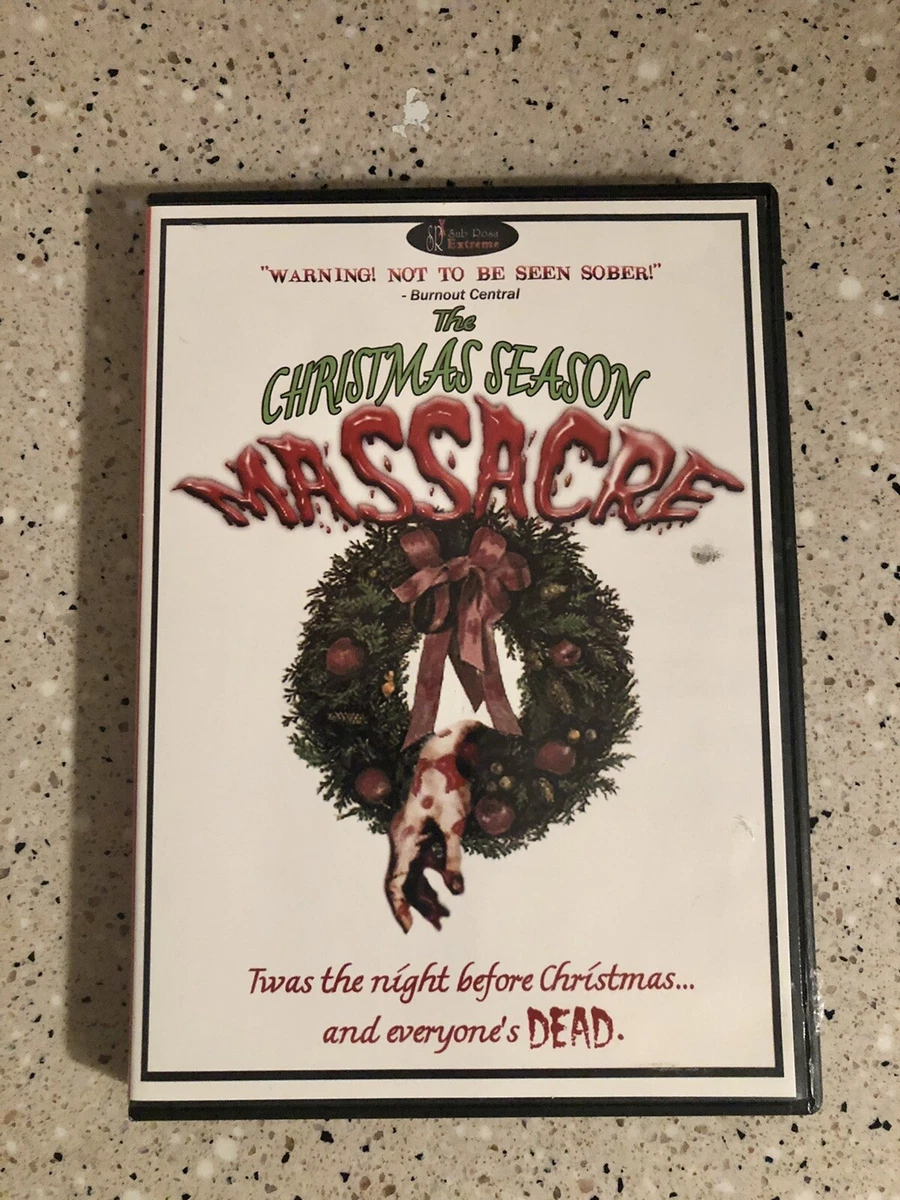 SR Sub Rosa
Extreme
"WARNING! NOT TO BE SEEN SOBER!"
- Burnout Central
The
CHRISTMAS SEASON
MASSACRE
Twas the night before Christmas...
and everyone's DEAD.